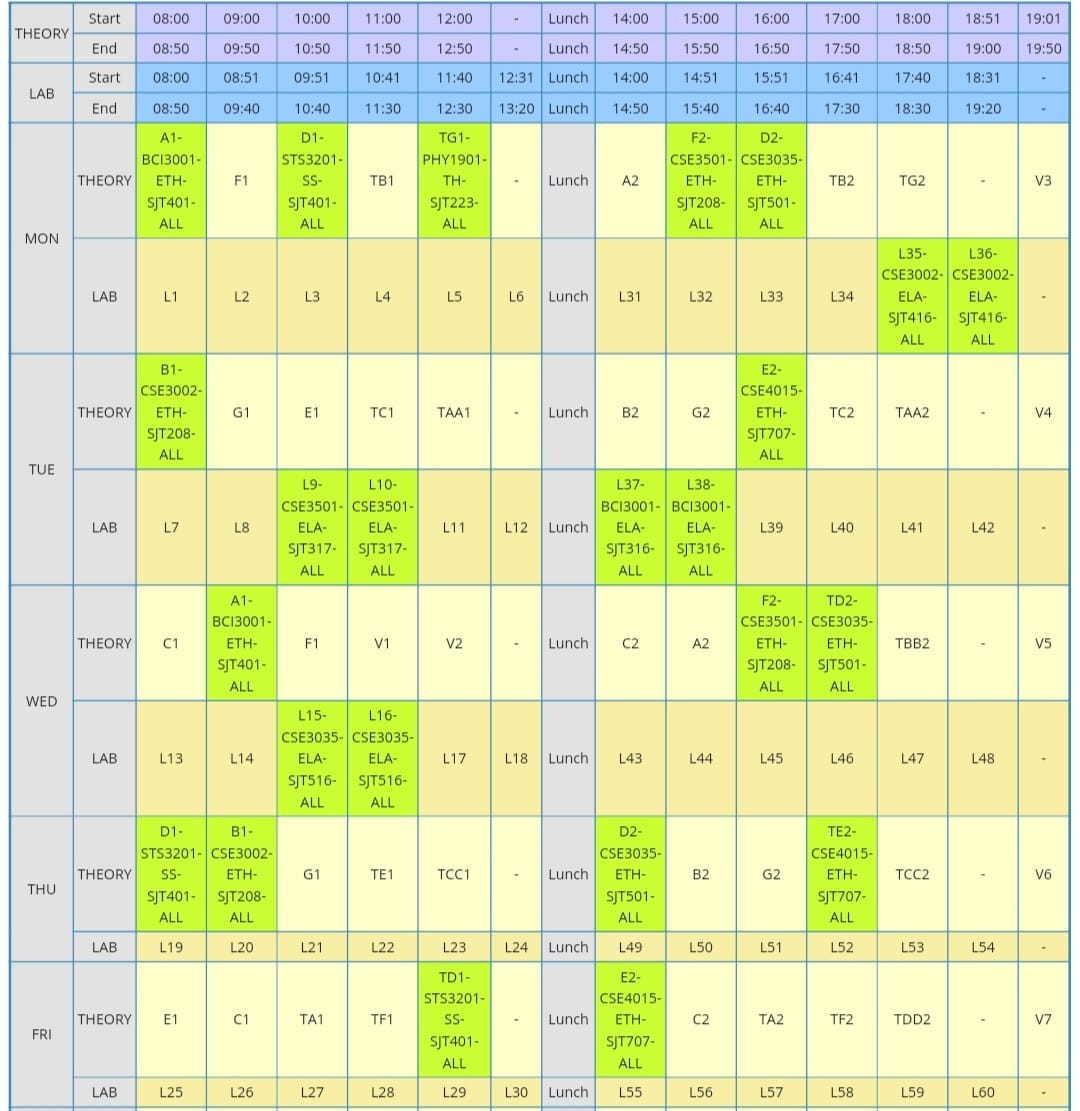 THEORY Start 08:00 09:00 10:00 11:00 12:00 - Lunch 14:00 15:00 16:00 17:00 18:00 18:51 19:01
End 08:50 09:50 10:50 11:50 12:50 - Lunch 14:50 15:50 16:50 17:50 18:50 19:00 19:50
LAB Start 08:00 08:51 09:51 10:41 11:40 12:31 Lunch 14:00 14:51 15:51 16:41 17:40 18:31 -
End 08:50 09:40 10:40 11:30 12:30 13:20 Lunch 14:50 15:40 16:40 17:30 18:30 19:20 -
MON THEORY A1-BCI3001-ETH-SJT401-ALL F1 D1-STS3201-SS-SJT401-ALL TB1 TG1-PHY1901-TH-SJT223-ALL - Lunch A2 F2-CSE3501-ETH-SJT208-ALL D2-CSE3035-ETH-SJT501-ALL TB2 TG2 - V3
LAB L1 L2 L3 L4 L5 L6 Lunch L31 L32 L33 L34 L35-CSE3002-ELA-SJT416-ALL L36-CSE3002-ELA-SJT416-ALL -
TUE THEORY B1-CSE3002-ETH-SJT208-ALL G1 E1 TC1 TAA1 - Lunch B2 G2 E2-CSE4015-ETH-SJT707-ALL TC2 TAA2 - V4
LAB L7 L8 L9-CSE3501-ELA-SJT317-ALL L10-CSE3501-ELA-SJT317-ALL L11 L12 Lunch L37-BCI3001-ELA-SJT316-ALL L38-BCI3001-ELA-SJT316-ALL L39 L40 L41 L42 -
WED THEORY C1 A1-BCI3001-ETH-SJT401-ALL F1 V1 V2 - Lunch C2 A2 F2-CSE3501-ETH-SJT208-ALL TD2-CSE3035-ETH-SJT501-ALL TBB2 - V5
LAB L13 L14 L15-CSE3035-ELA-SJT516-ALL L16-CSE3035-ELA-SJT516-ALL L17 L18 Lunch L43 L44 L45 L46 L47 L48 -
THU THEORY D1-STS3201-SS-SJT401-ALL B1-CSE3002-ETH-SJT208-ALL G1 TE1 TCC1 - Lunch D2-CSE3035-ETH-SJT501-ALL B2 G2 TE2-CSE4015-ETH-SJT707-ALL TCC2 - V6
LAB L19 L20 L21 L22 L23 L24 Lunch L49 L50 L51 L52 L53 L54 -
FRI THEORY E1 C1 TA1 TF1 TD1-STS3201-SS-SJT401-ALL - Lunch E2-CSE4015-ETH-SJT707-ALL C2 TA2 TF2 TDD2 - V7
LAB L25 L26 L27 L28 L29 L30 Lunch L55 L56 L57 L58 L59 L60 -